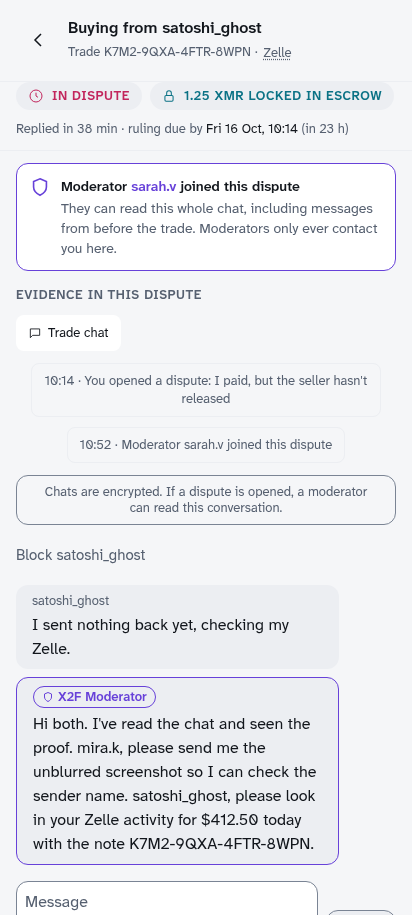 Buying from satoshi_ghost
Trade K7M2-9QXA-4FTR-8WPN · Zelle
IN DISPUTE
1.25 XMR LOCKED IN ESCROW
Replied in 38 min · ruling due by Fri 16 Oct, 10:14 (in 23 h)
Moderator sarah.v joined this dispute
They can read this whole chat, including messages
from before the trade. Moderators only ever contact
you here.
EVIDENCE IN THIS DISPUTE
Trade chat
10:14 · You opened a dispute: I paid, but the seller hasn't
released
10:52 · Moderator sarah.v joined this dispute
Chats are encrypted. If a dispute is opened, a moderator
can read this conversation.
Block satoshi_ghost
satoshi_ghost
I sent nothing back yet, checking my
Zelle.
X2F Moderator
Hi both. I've read the chat and seen the
proof. mira.k, please send me the
unblurred screenshot so I can check the
sender name. satoshi_ghost, please look
in your Zelle activity for $412.50 today
with the note K7M2-9QXA-4FTR-8WPN.
Message